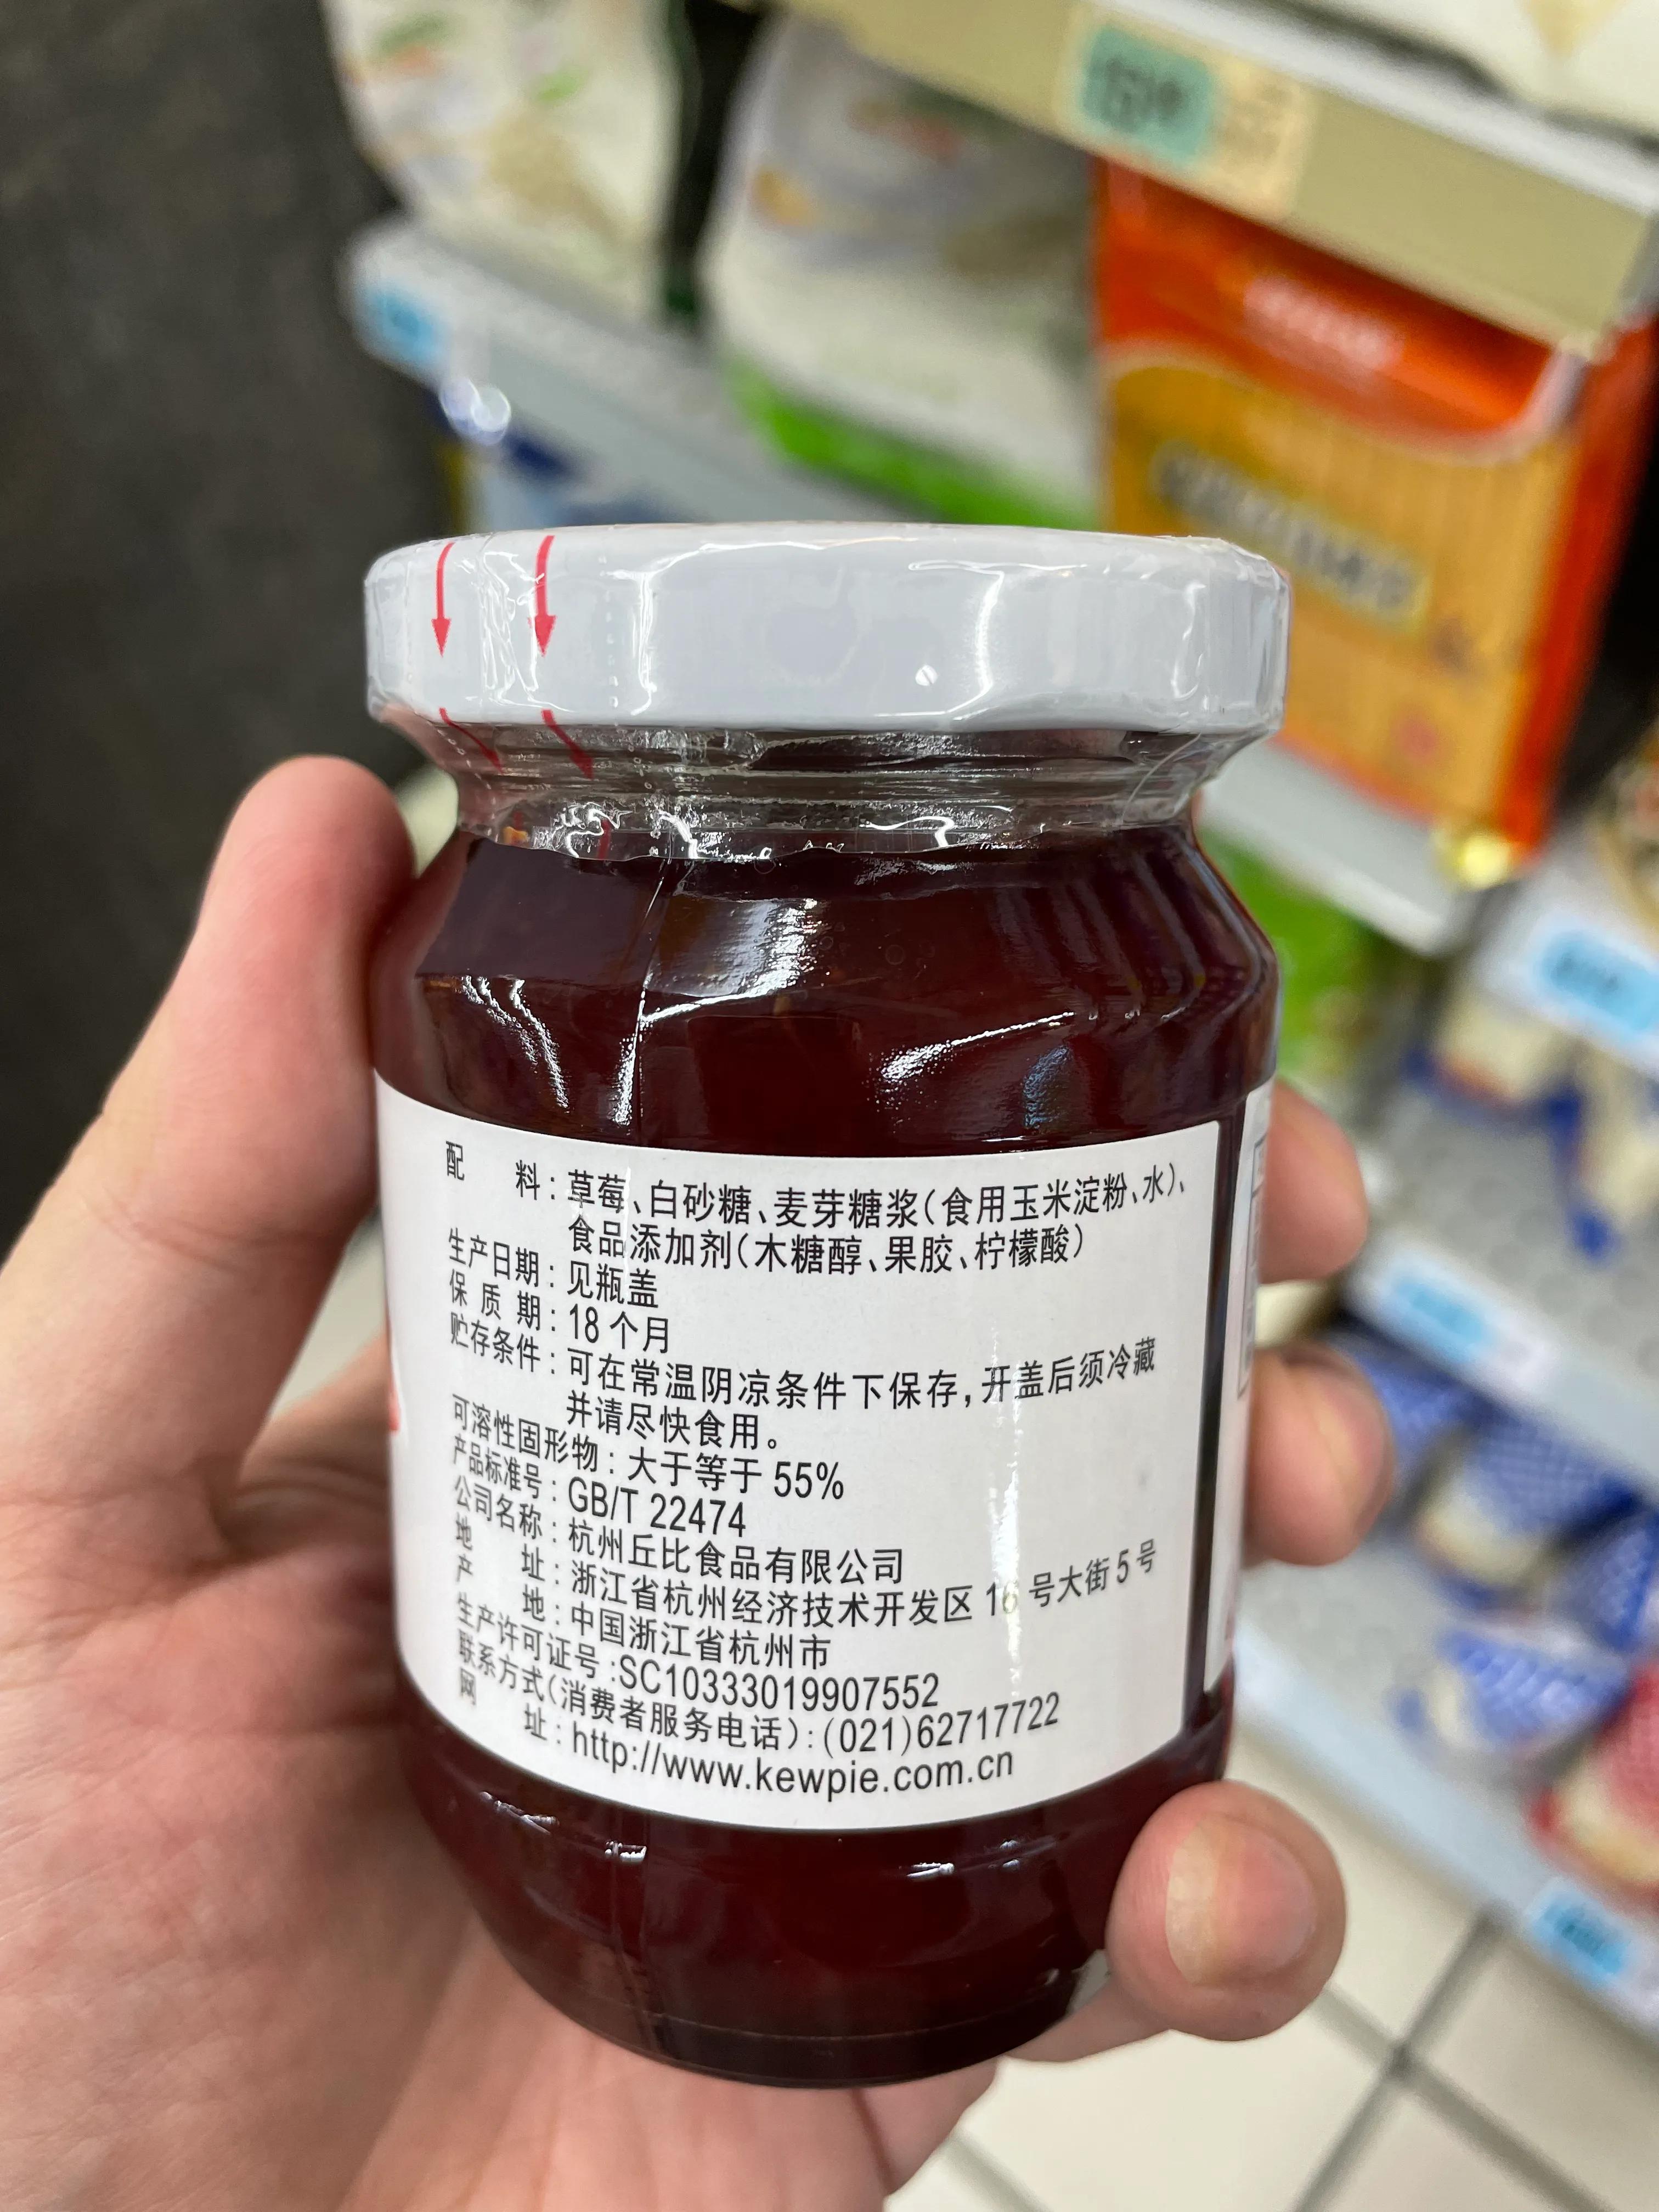 配 料：草莓、白砂糖、麦芽糖浆（食用玉米淀粉、水）、
食品添加剂（木糖醇、果胶、柠檬酸）
生产日期：见瓶盖
保 质 期：18个月
贮存条件：可在常温阴凉条件下保存，开盖后须冷藏
并请尽快食用。
可溶性固形物：大于等于 55%
产品标准号：GB/T 22474
公司名称：杭州丘比食品有限公司
地 址：浙江省杭州经济技术开发区 16 号大街 5 号
产 地：中国浙江省杭州市
生产许可证号：SC10333019907552
联系方式（消费者服务电话）：(021)62717722
网 址：http://www.kewpie.com.cn